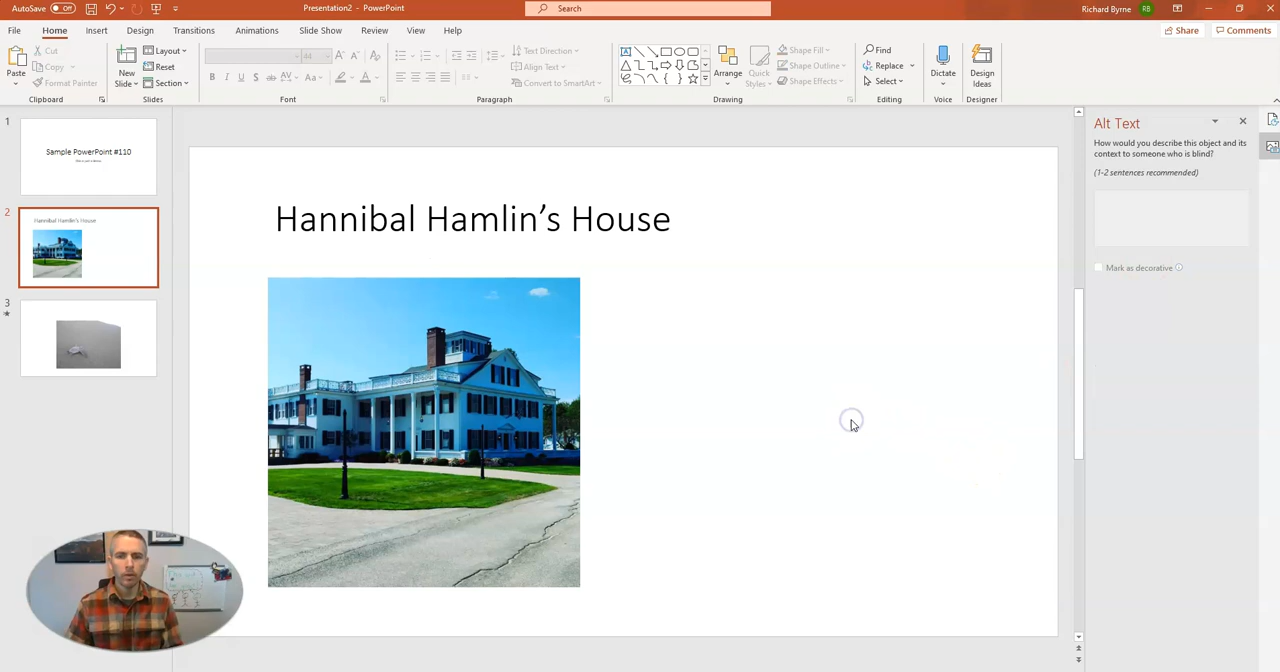 AutoSave Off Presentation2 - PowerPoint Search Richard Byrne RB
File Home Insert Design Transitions Animations Slide Show Review View Help Share Comments
Paste Cut Copy Format Painter
Clipboard
New Slide Layout Reset Section
Slides
44 A A A
B I U S ab AV Aa A A
Font
Text Direction
Align Text
Convert to SmartArt
Paragraph
Arrange Quick Styles Shape Fill
Shape Outline
Shape Effects
Drawing
Find
Replace
Select
Editing
Dictate
Voice
Design Ideas
Designer
1
Sample PowerPoint #110
2
Hannibal Hamlin's House
3
Hannibal Hamlin’s House
Alt Text
How would you describe this object and its
context to someone who is blind?
(1-2 sentences recommended)
Mark as decorative